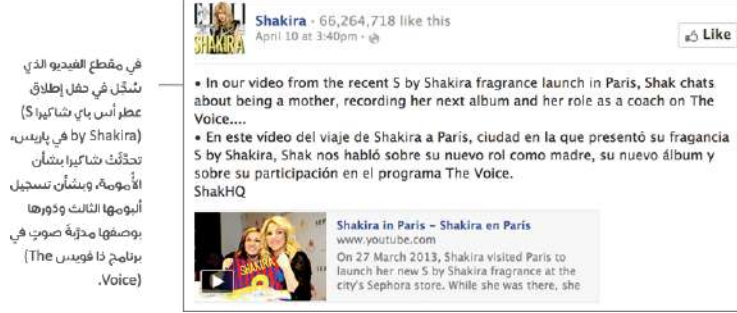 في مقطع الفيديو الذي
سُجِّل في حفل إطلاق
عطر أس باي شاكيرا (S
by Shakira) في باريس،
تحدَّثتْ شاكيرا بشأن
الأُمومة، وبشأن تسجيل
ألبومها الثالث ودَورها
بوصفها مدرِّبةَ صوتٍ في
برنامج ذا فويس (The
Voice).
SHAKIRA
Shakira · 66,264,718 like this
April 10 at 3:40pm ·
Like
• In our video from the recent S by Shakira fragrance launch in Paris, Shak chats
about being a mother, recording her next album and her role as a coach on The
Voice....
• En este vídeo del viaje de Shakira a París, ciudad en la que presentó su fragancia
S by Shakira, Shak nos habló sobre su nuevo rol como madre, su nuevo álbum y
sobre su participación en el programa The Voice.
ShakHQ
SHAKIRA
Shakira in Paris - Shakira en París
www.youtube.com
On 27 March 2013, Shakira visited Paris to
launch her new S by Shakira fragrance at the
city's Sephora store. While she was there, she